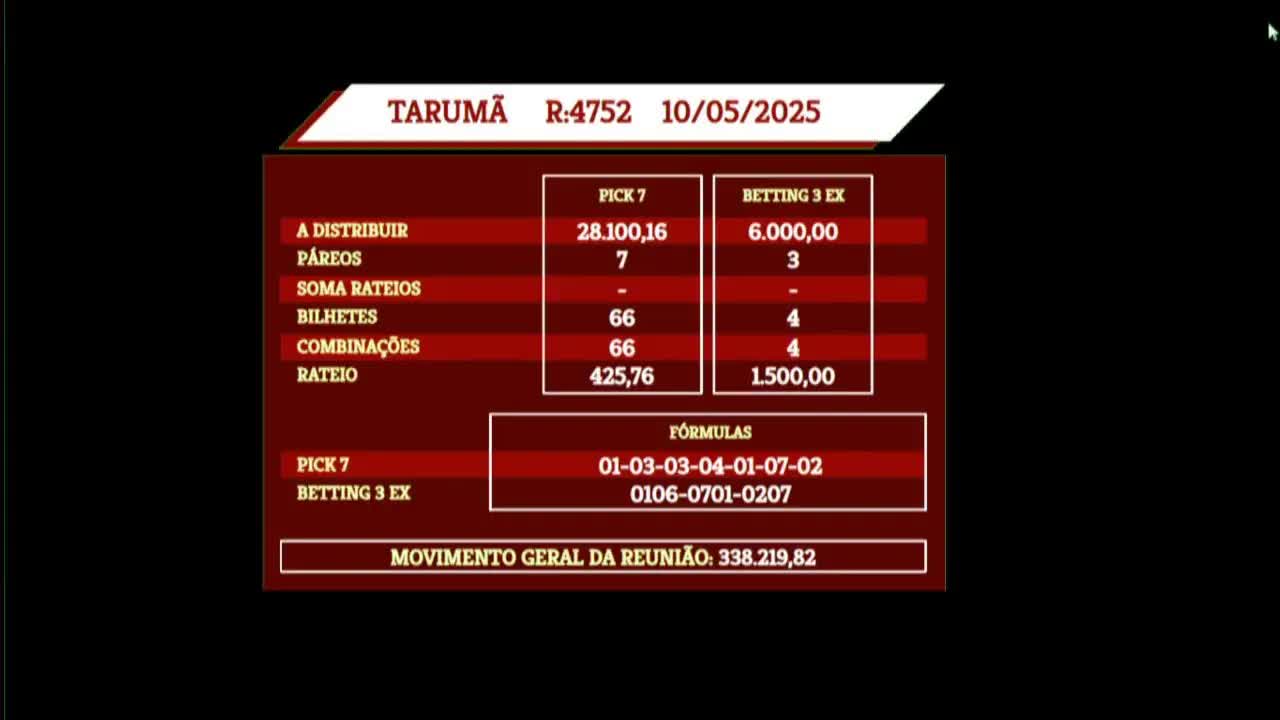 TARUMÃ R:4752 10/05/2025
PICK 7 BETTING 3 EX
A DISTRIBUIR 28.100,16 6.000,00
PÁREOS 7 3
SOMA RATEIOS - -
BILHETES 66 4
COMBINAÇÕES 66 4
RATEIO 425,76 1.500,00
FÓRMULAS
PICK 7 01-03-03-04-01-07-02
BETTING 3 EX 0106-0701-0207
MOVIMENTO GERAL DA REUNIÃO: 338.219,82